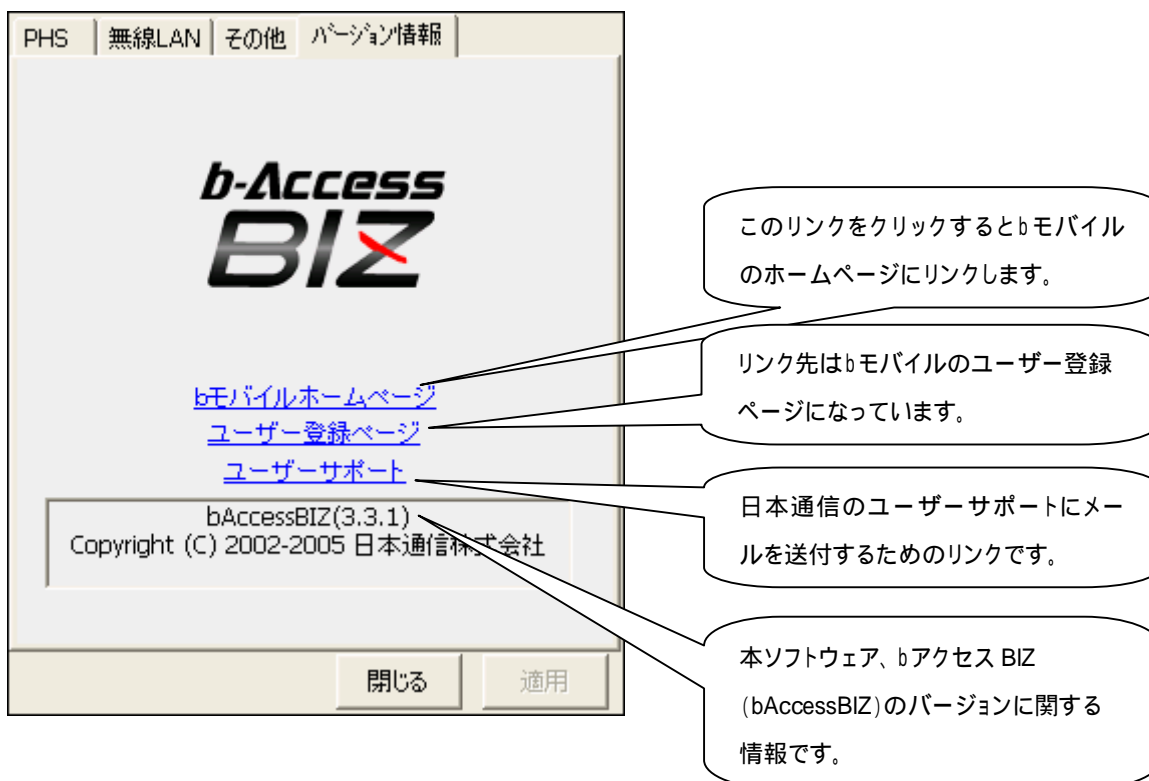 PHS 無線LAN その他 バージョン情報
b-Access
BIZ
bモバイルホームページ
ユーザー登録ページ
ユーザーサポート
bAccessBIZ(3.3.1)
Copyright (C) 2002-2005 日本通信株式会社
閉じる 適用
このリンクをクリックするとbモバイル
のホームページにリンクします。
リンク先はbモバイルのユーザー登録
ページになっています。
日本通信のユーザーサポートにメー
ルを送付するためのリンクです。
本ソフトウェア、bアクセス BIZ
(bAccessBIZ)のバージョンに関する
情報です。